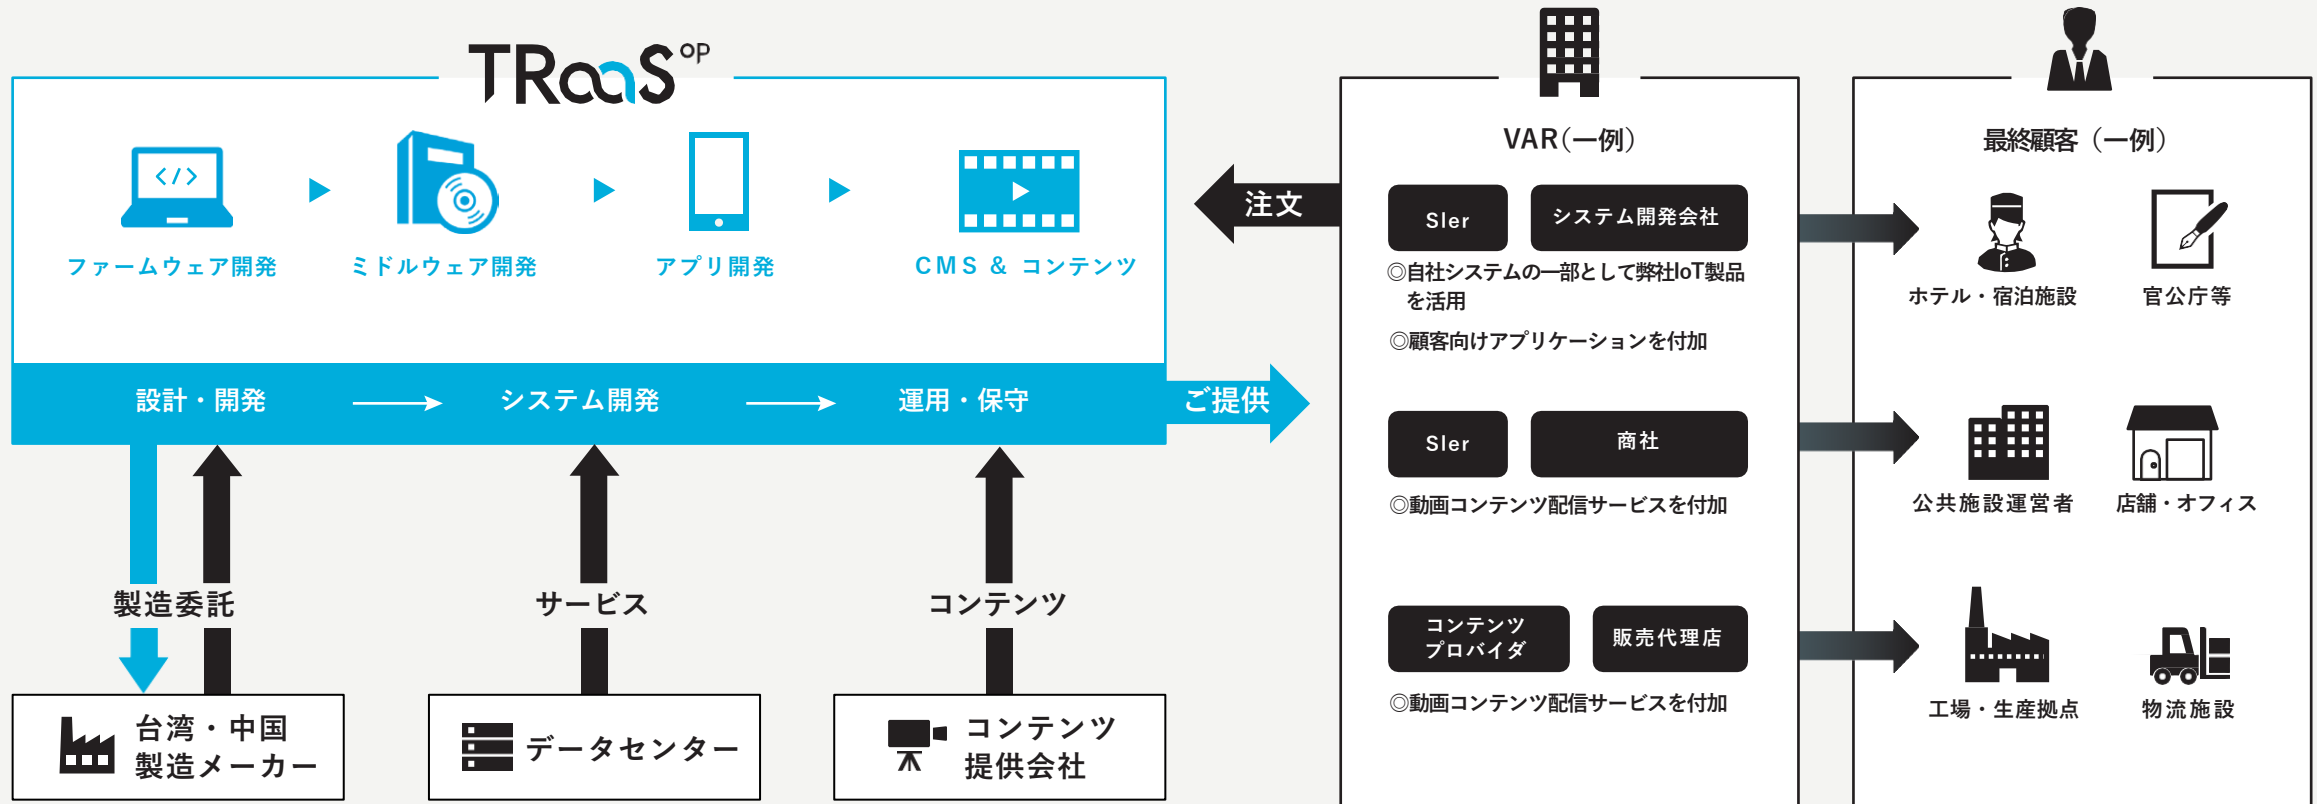 TRaaS OP
</>
ファームウェア開発
ミドルウェア開発
アプリ開発
CMS & コンテンツ
設計・開発
システム開発
運用・保守
注文
ご提供
製造委託
サービス
コンテンツ
台湾・中国
製造メーカー
データセンター
コンテンツ
提供会社
VAR(一例)
SIer
システム開発会社
◎自社システムの一部として弊社IoT製品
を活用
◎顧客向けアプリケーションを付加
SIer
商社
◎動画コンテンツ配信サービスを付加
コンテンツ
プロバイダ
販売代理店
◎動画コンテンツ配信サービスを付加
最終顧客(一例)
ホテル・宿泊施設
官公庁等
公共施設運営者
店舗・オフィス
工場・生産拠点
物流施設